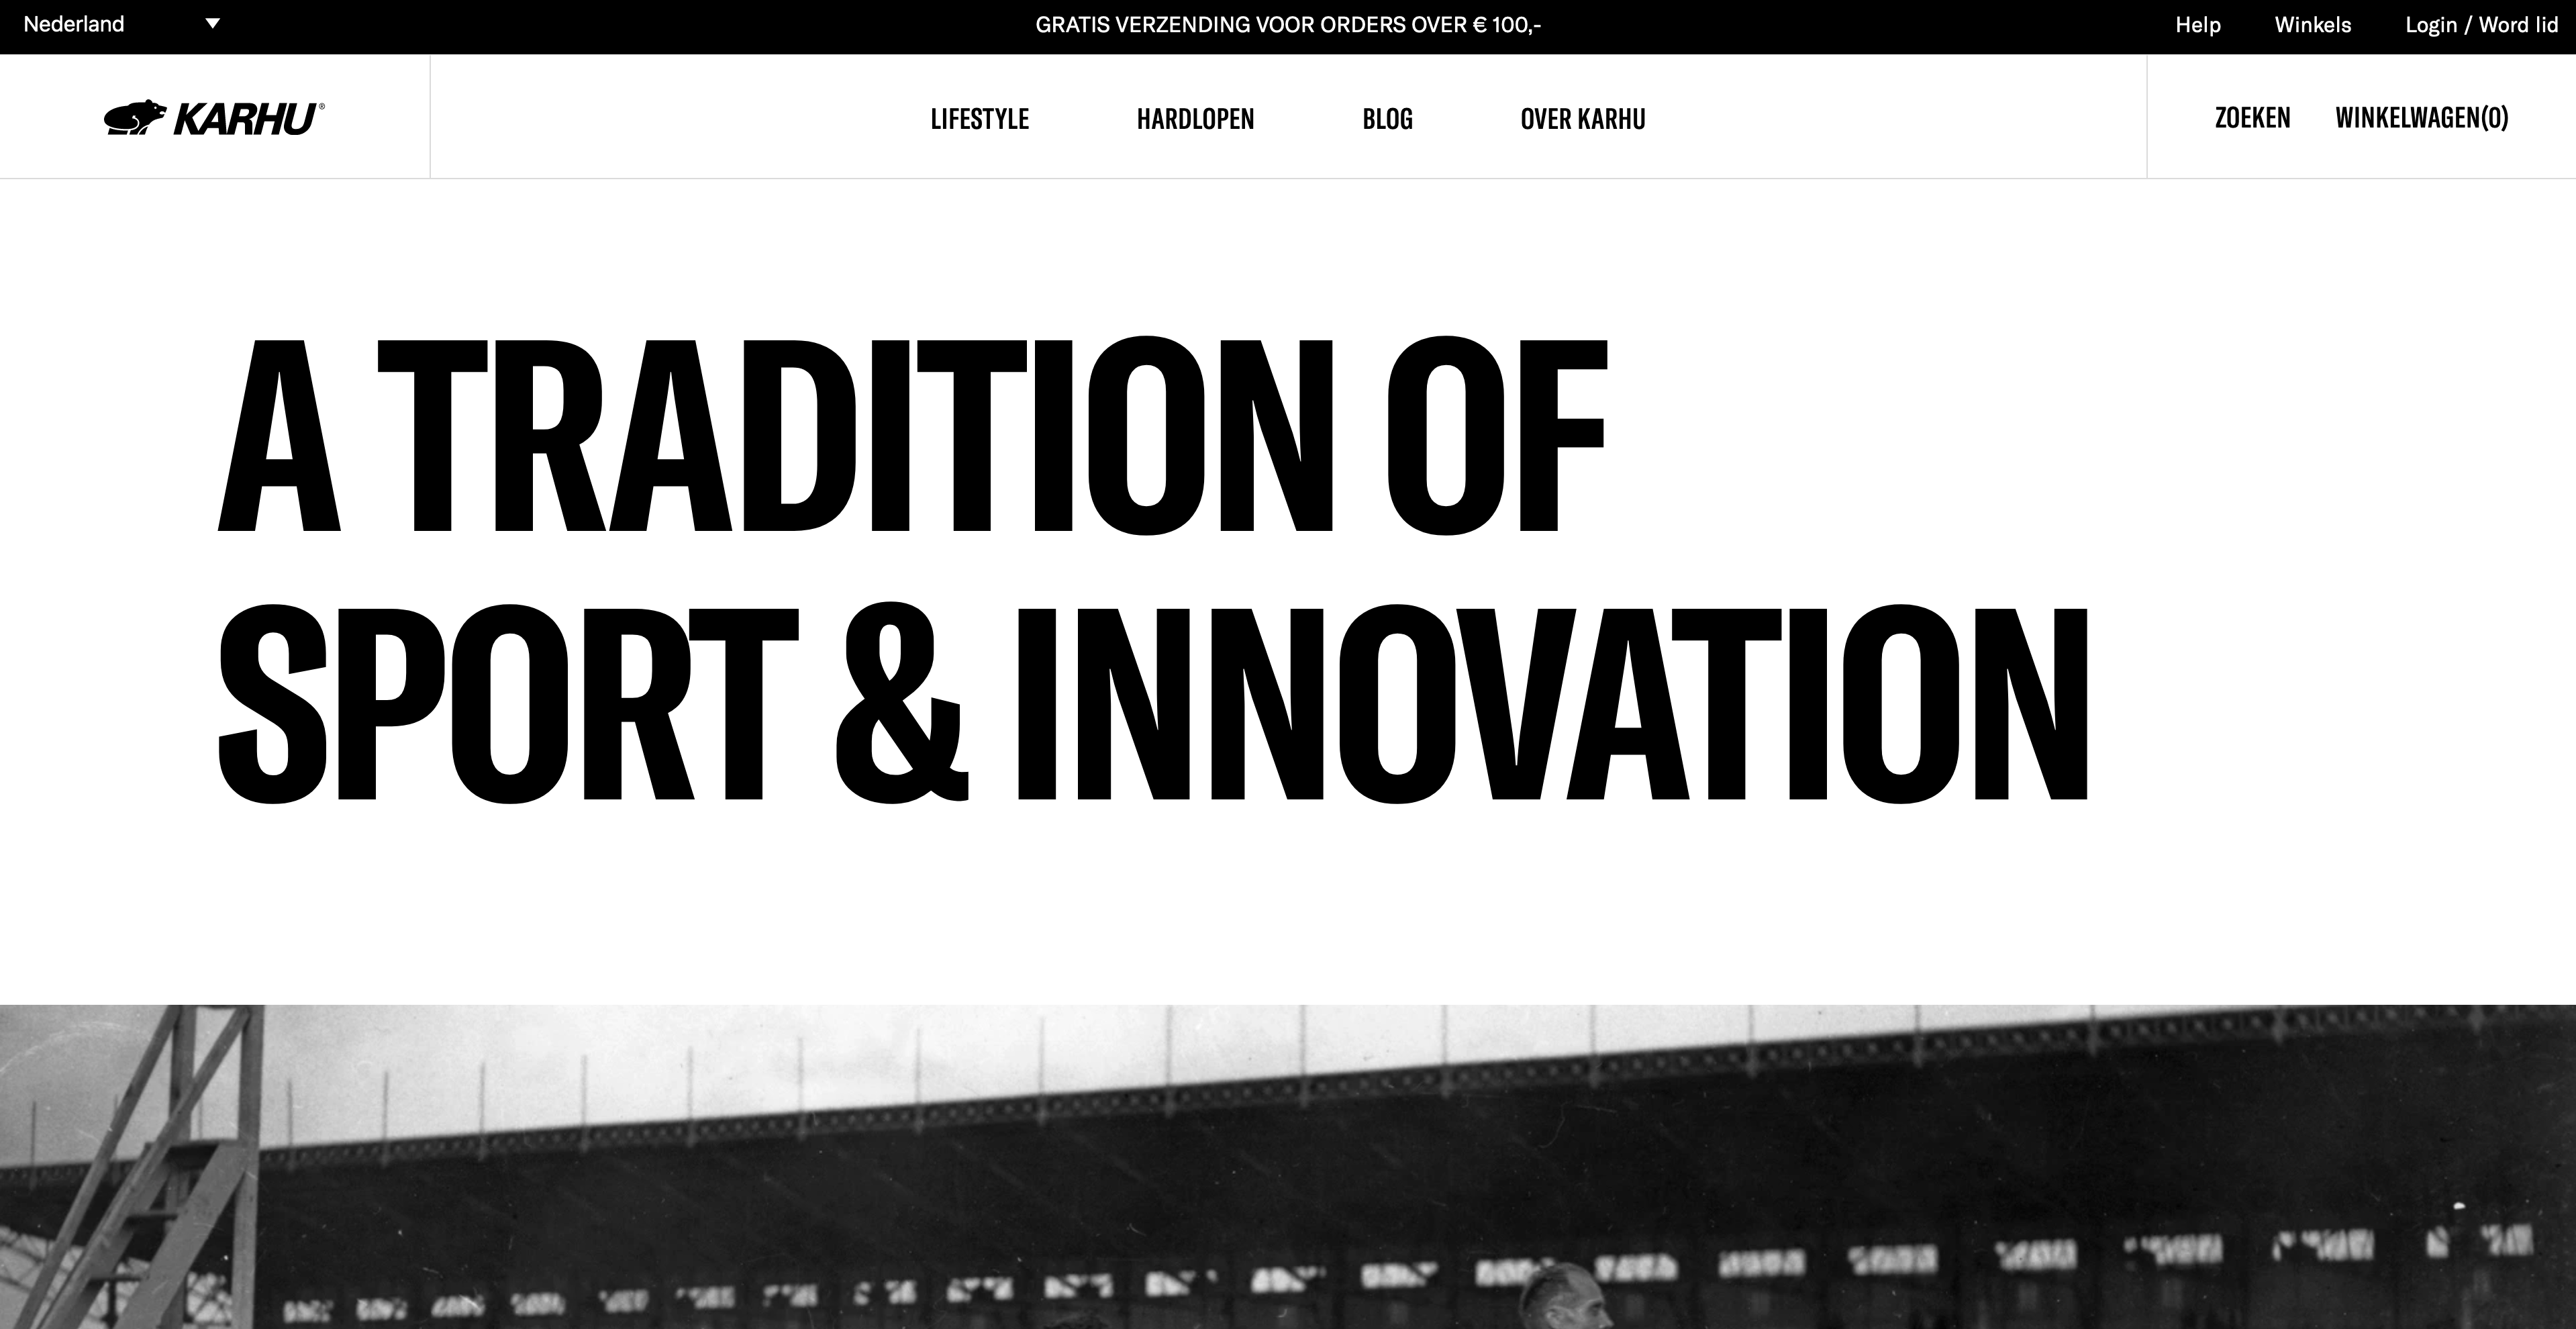 Nederland
GRATIS VERZENDING VOOR ORDERS OVER € 100,-
Help Winkels Login / Word lid
KARHU®
LIFESTYLE HARDLOPEN BLOG OVER KARHU
ZOEKEN WINKELWAGEN(0)
A TRADITION OF
SPORT & INNOVATION